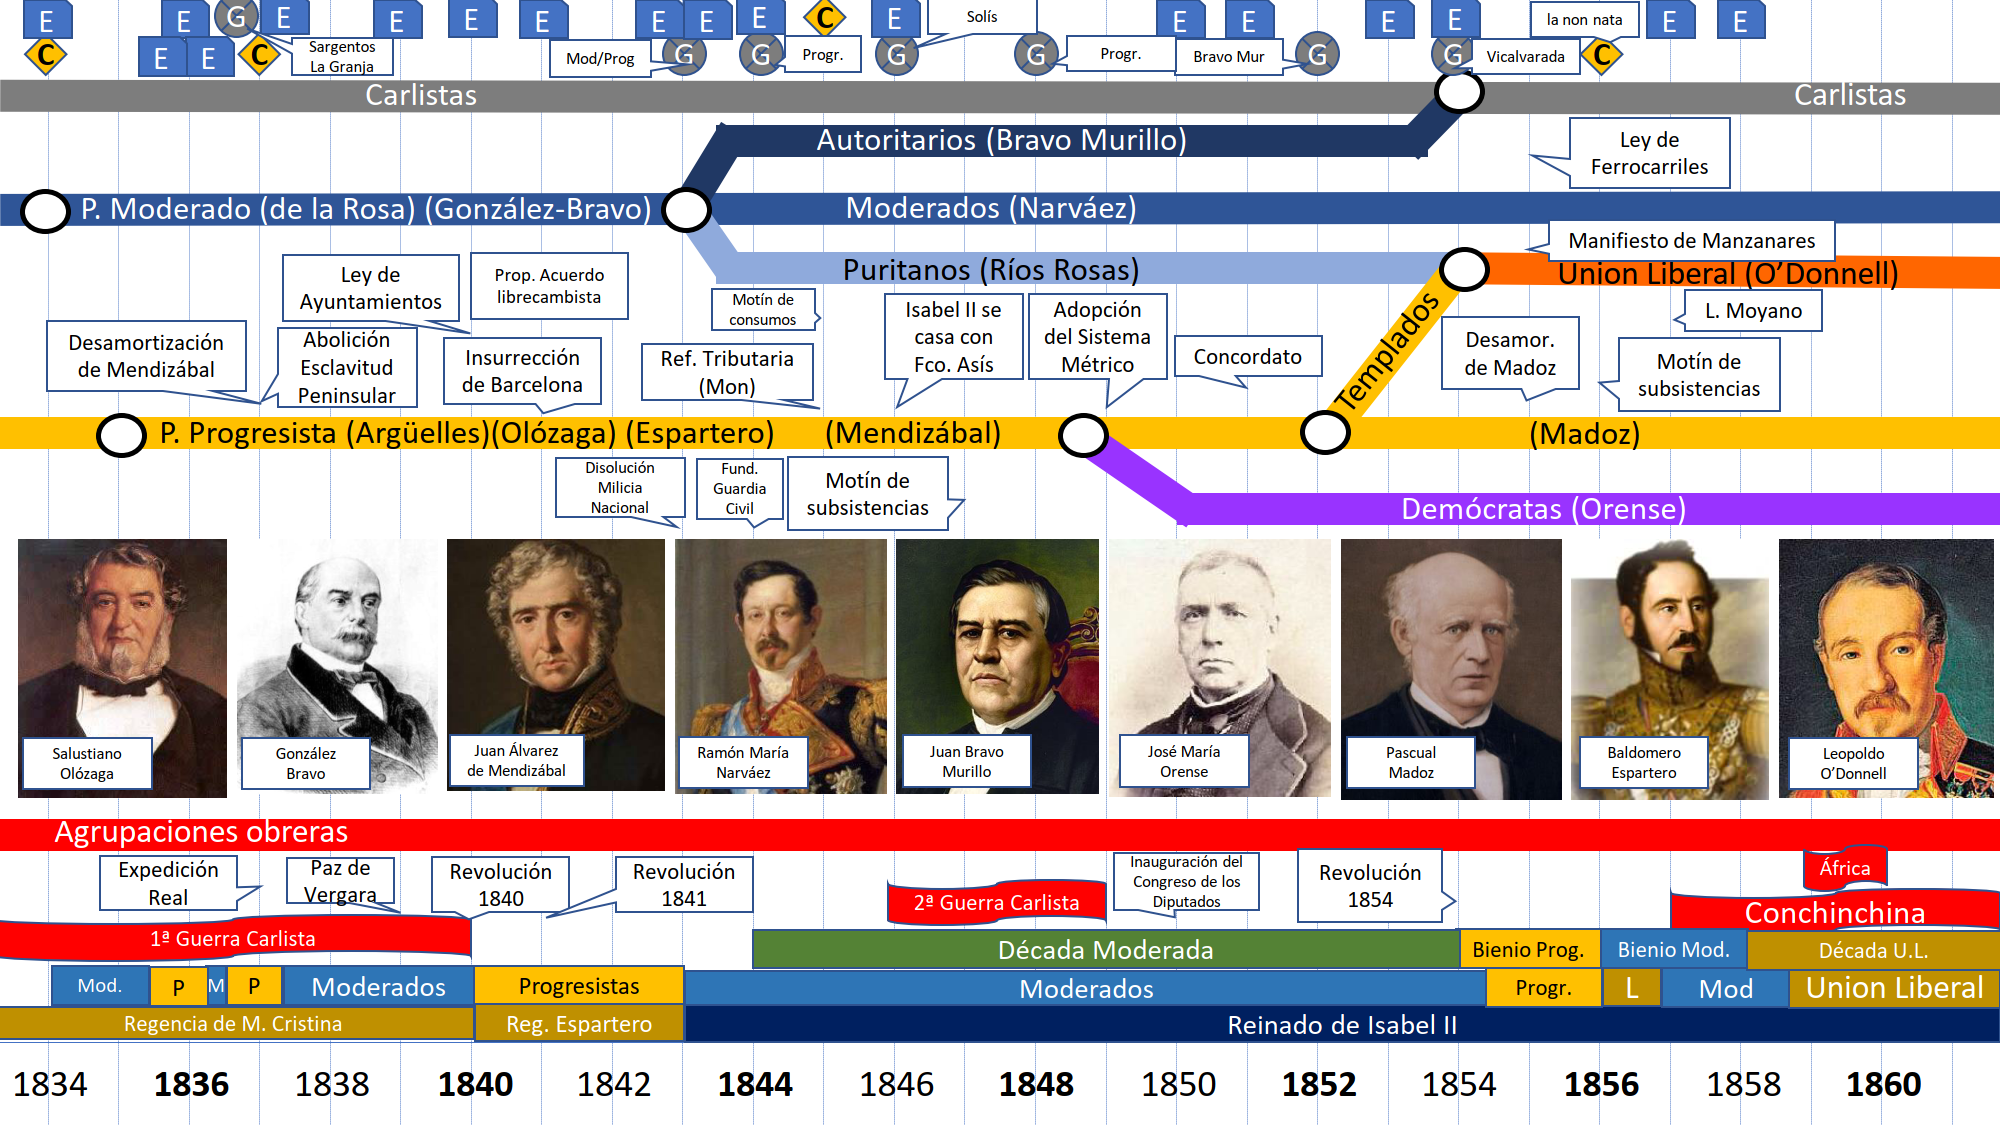 E
E
G
E
E
E
E
E
E
E
C
E
Solís
E
E
E
E
la non nata
E
E
C
E
E
C
Sargentos
La Granja
Mod/Prog
G
G
Progr.
G
G
Progr.
Bravo Mur
G
G
Vicalvarada
C
Carlistas
Carlistas
Autoritarios (Bravo Murillo)
Ley de
Ferrocarriles
P. Moderado (de la Rosa) (González-Bravo)
Moderados (Narváez)
Manifiesto de Manzanares
Puritanos (Ríos Rosas)
Union Liberal (O’Donnell)
Ley de
Ayuntamientos
Prop. Acuerdo
librecambista
Motín de
consumos
Isabel II se
casa con
Fco. Asís
Adopción
del Sistema
Métrico
Templados
L. Moyano
Desamortización
de Mendizábal
Abolición
Esclavitud
Peninsular
Insurrección
de Barcelona
Ref. Tributaria
(Mon)
Concordato
Desamor.
de Madoz
Motín de
subsistencias
P. Progresista (Argüelles)(Olózaga) (Espartero)
(Mendizábal)
(Madoz)
Disolución
Milicia
Nacional
Fund.
Guardia
Civil
Motín de
subsistencias
Demócratas (Orense)
Salustiano
Olózaga
González
Bravo
Juan Álvarez
de Mendizábal
Ramón María
Narváez
Juan Bravo
Murillo
José María
Orense
Pascual
Madoz
Baldomero
Espartero
Leopoldo
O’Donnell
Agrupaciones obreras
Expedición
Real
Paz de
Vergara
Revolución
1840
Revolución
1841
2ª Guerra Carlista
Inauguración del
Congreso de los
Diputados
Revolución
1854
África
Conchinchina
1ª Guerra Carlista
Década Moderada
Bienio Prog.
Bienio Mod.
Década U.L.
Mod.
P
M
P
Moderados
Progresistas
Moderados
Progr.
L
Mod
Union Liberal
Regencia de M. Cristina
Reg. Espartero
Reinado de Isabel II
1834
1836
1838
1840
1842
1844
1846
1848
1850
1852
1854
1856
1858
1860